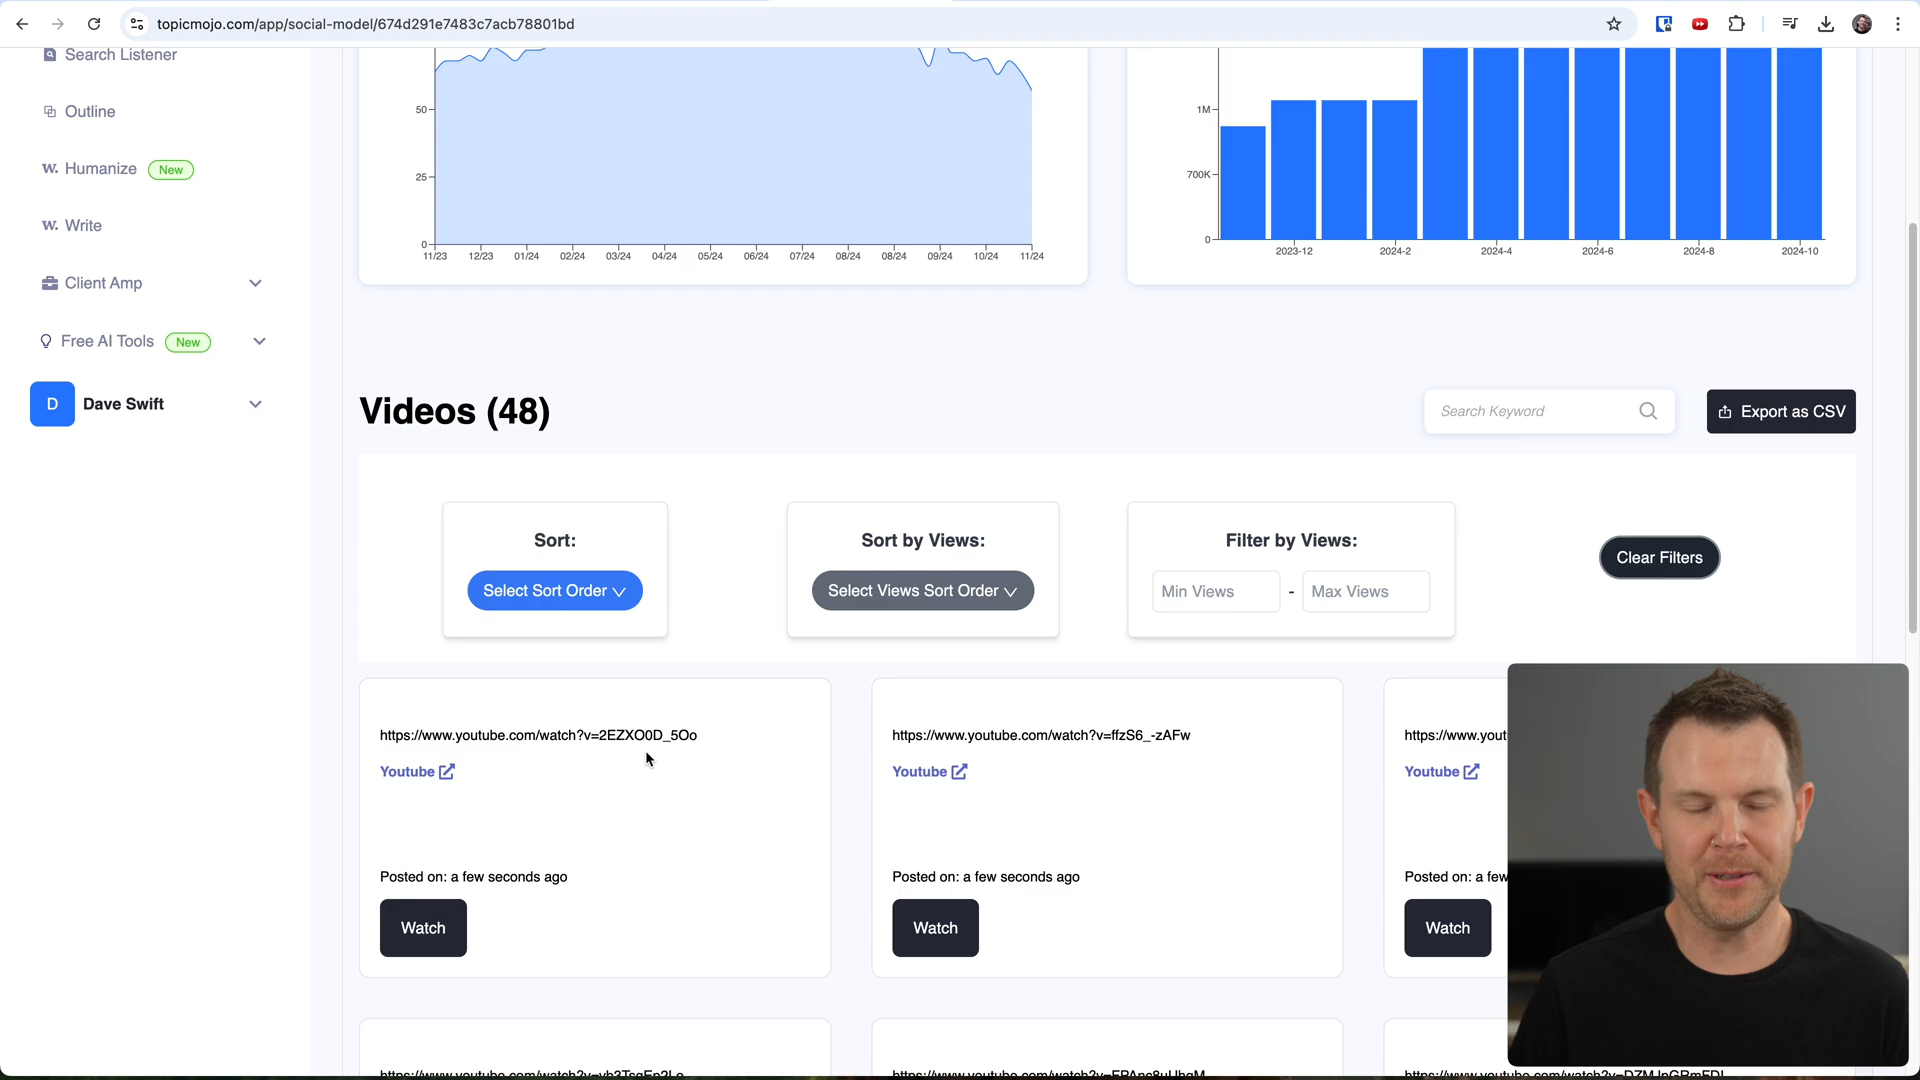 topicmojo.com/app/social-model/674d291e7483c7acb78801bd
Search Listener
Outline
w. Humanize New
w. Write
Client Amp
Free AI Tools New
D Dave Swift
50
25
0
11/23 12/23 01/24 02/24 03/24 04/24 05/24 06/24 07/24 08/24 08/24 09/24 10/24 11/24
1M
700K
0
2023-12 2024-2 2024-4 2024-6 2024-8 2024-10
Videos (48)
Search Keyword
Export as CSV
Sort:
Select Sort Order
Sort by Views:
Select Views Sort Order
Filter by Views:
Min Views - Max Views
Clear Filters
https://www.youtube.com/watch?v=2EZXO0D_5Oo
Youtube
Posted on: a few seconds ago
Watch
https://www.youtube.com/watch?v=ffzS6_-zAFw
Youtube
Posted on: a few seconds ago
Watch
https://www.yout
Youtube
Posted on: a few
Watch